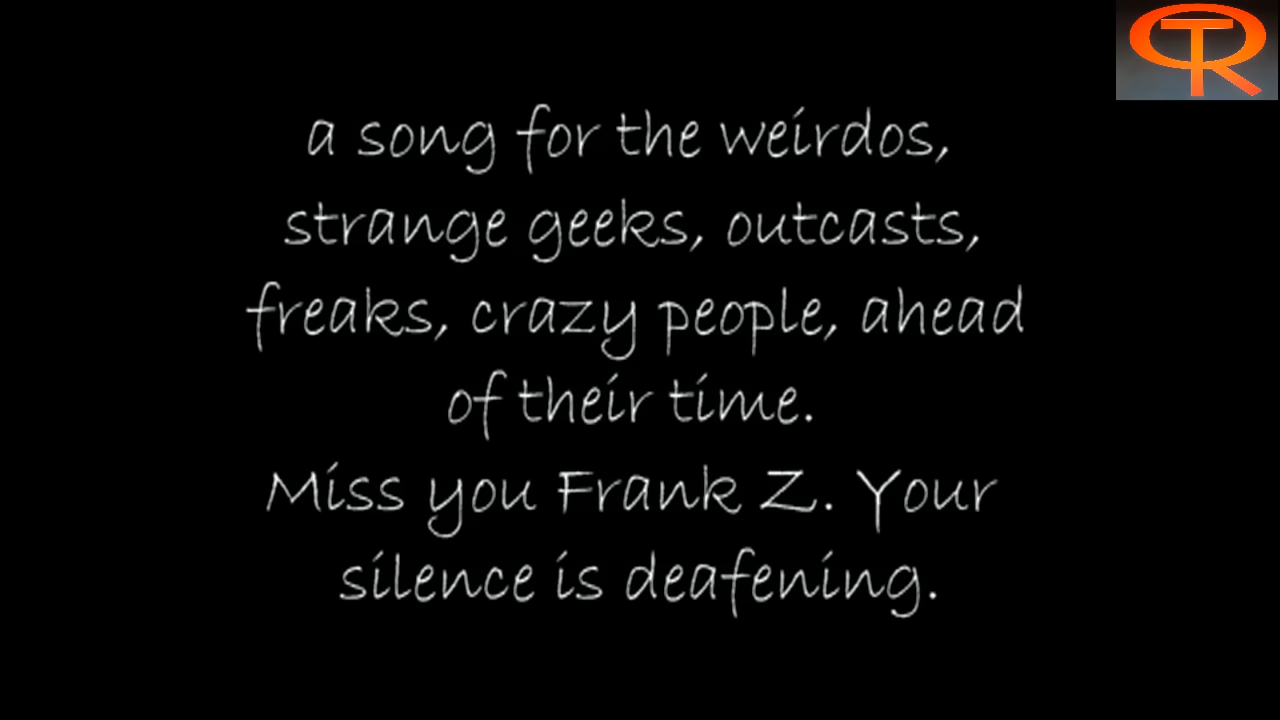 a song for the weirdos,
strange geeks, outcasts,
freaks, crazy people, ahead
of their time.
Miss you Frank Z. Your
silence is deafening.